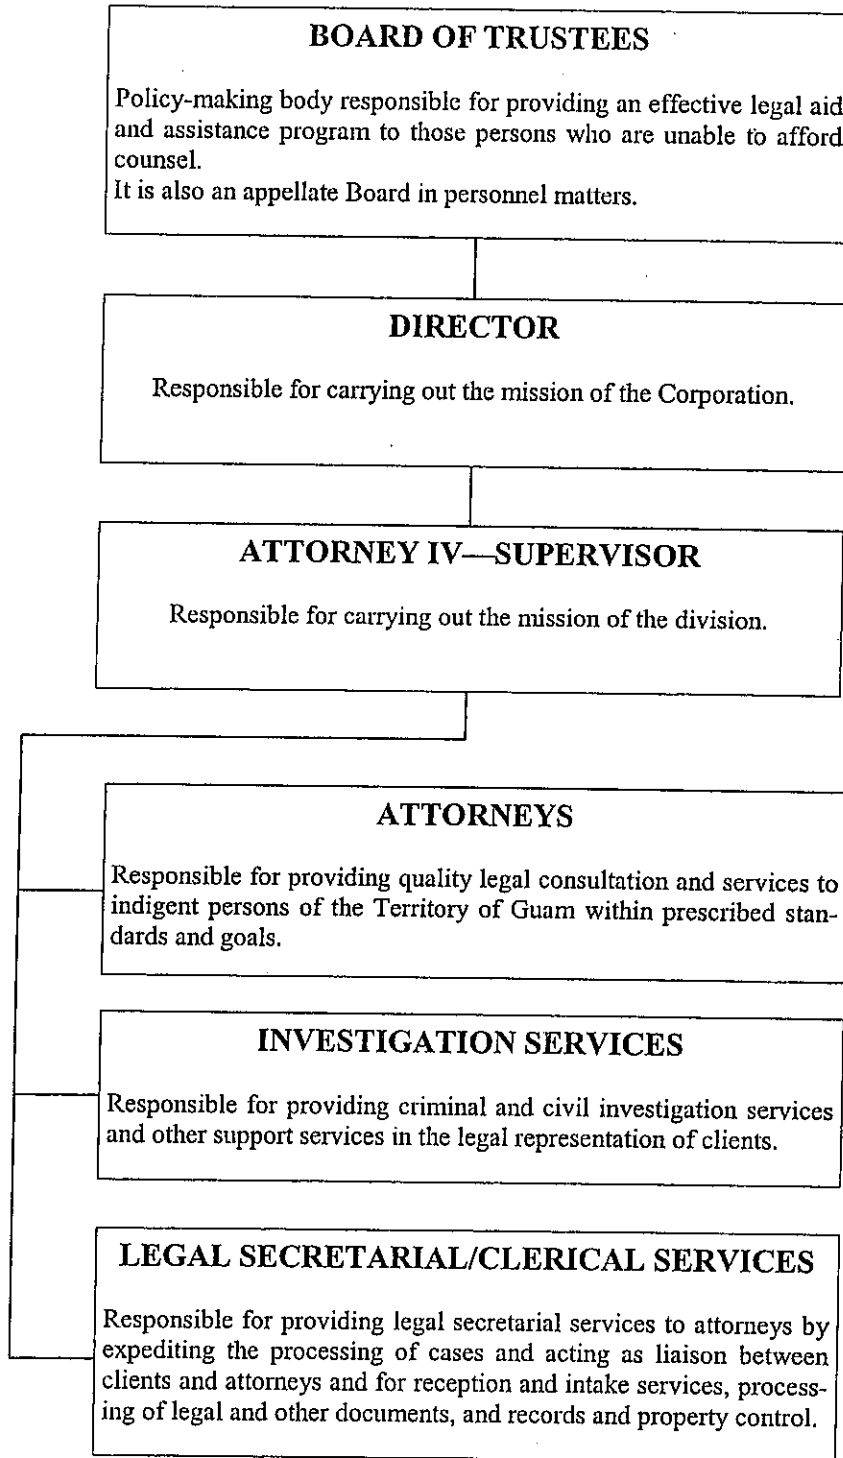 BOARD OF TRUSTEES
Policy-making body responsible for providing an effective legal aid
and assistance program to those persons who are unable to afford
counsel.
It is also an appellate Board in personnel matters.
DIRECTOR
Responsible for carrying out the mission of the Corporation.
ATTORNEY IV—SUPERVISOR
Responsible for carrying out the mission of the division.
ATTORNEYS
Responsible for providing quality legal consultation and services to
indigent persons of the Territory of Guam within prescribed stan-
dards and goals.
INVESTIGATION SERVICES
Responsible for providing criminal and civil investigation services
and other support services in the legal representation of clients.
LEGAL SECRETARIAL/CLERICAL SERVICES
Responsible for providing legal secretarial services to attorneys by
expediting the processing of cases and acting as liaison between
clients and attorneys and for reception and intake services, process-
ing of legal and other documents, and records and property control.